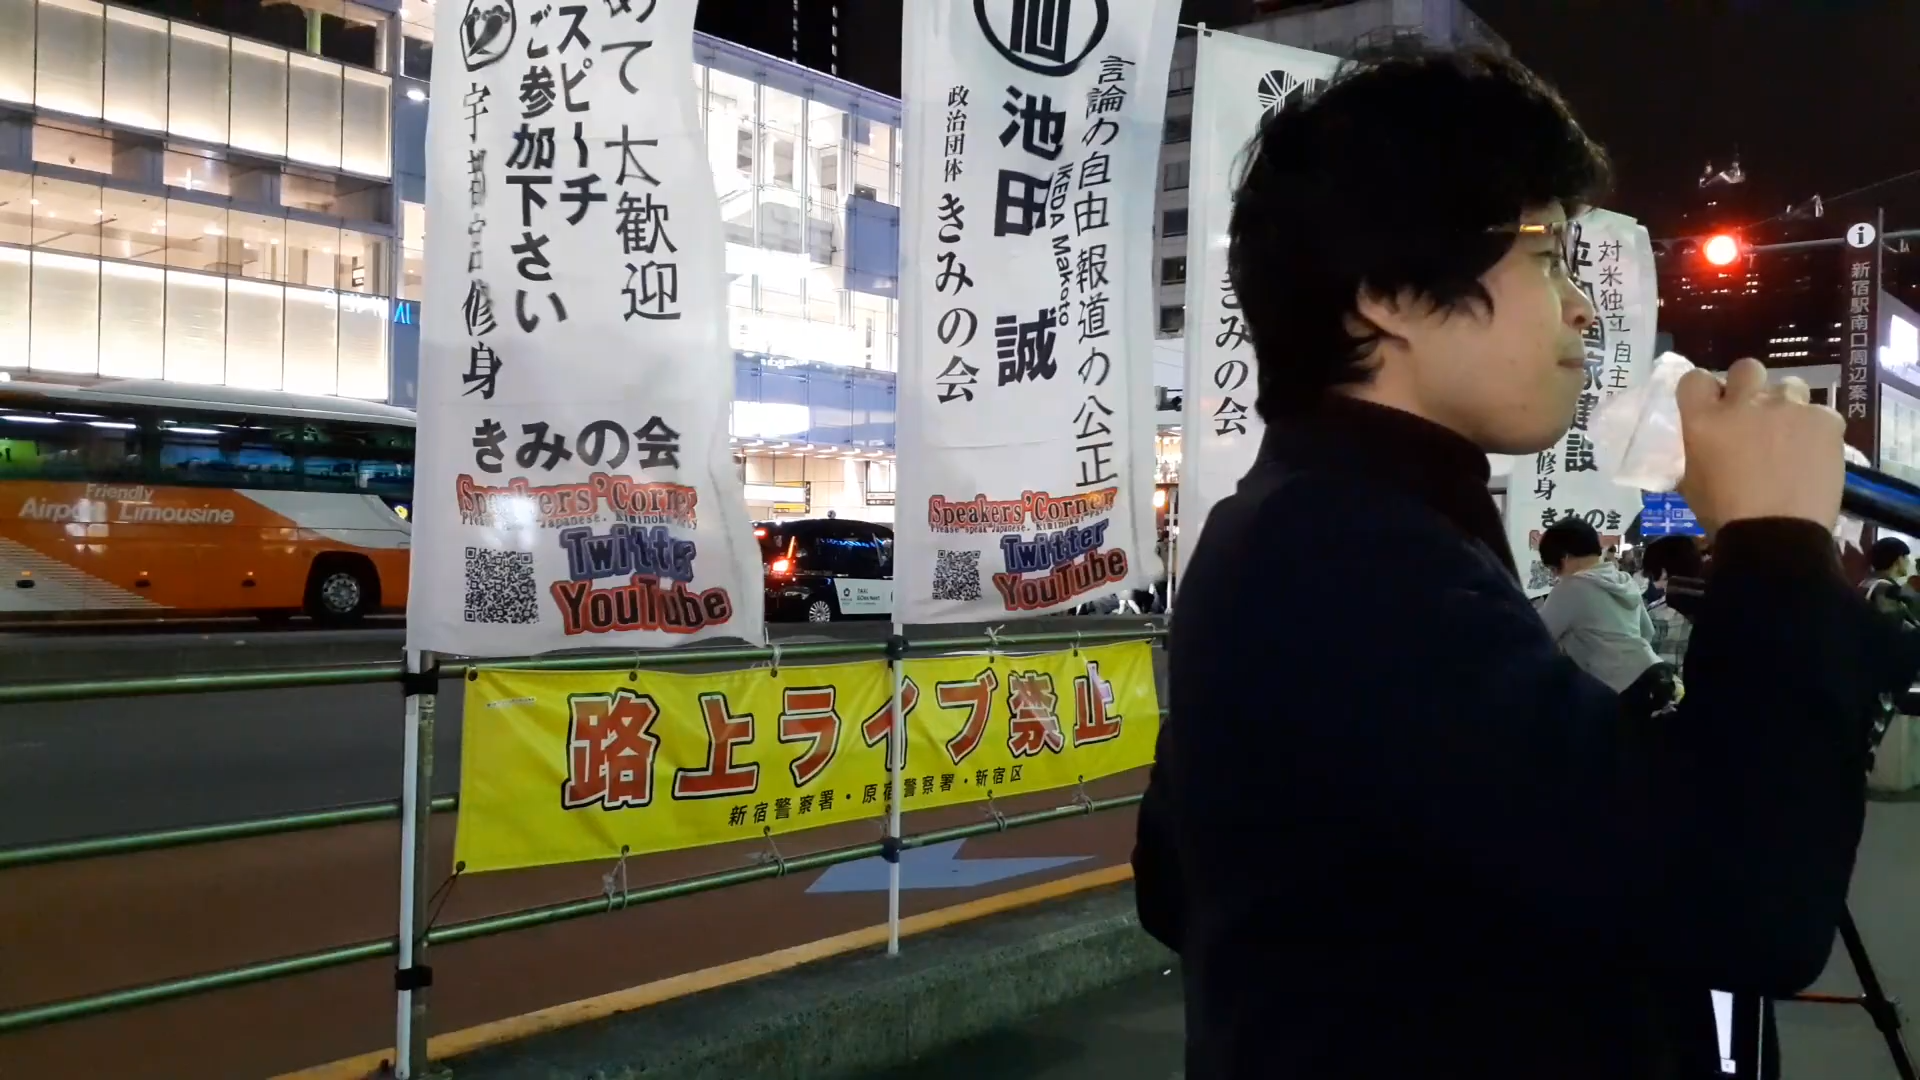 めて 大歓迎
スピーチ
ご参加下さい
修身
きみの会
Speakers' Corner
Twitter
YouTube
言論の自由 報道の公正
池田 誠
IKEDA Makoto
政治団体 きみの会
Speakers' Corner
Please Speak Japanese. Kiminokai
Twitter
YouTube
きみの会
対米独立 自主
国家建設
修身
きみの会
新宿駅南口周辺案内
Friendly
Airport Limousine
路上ライブ禁止
新宿警察署・原宿警察署・新宿区